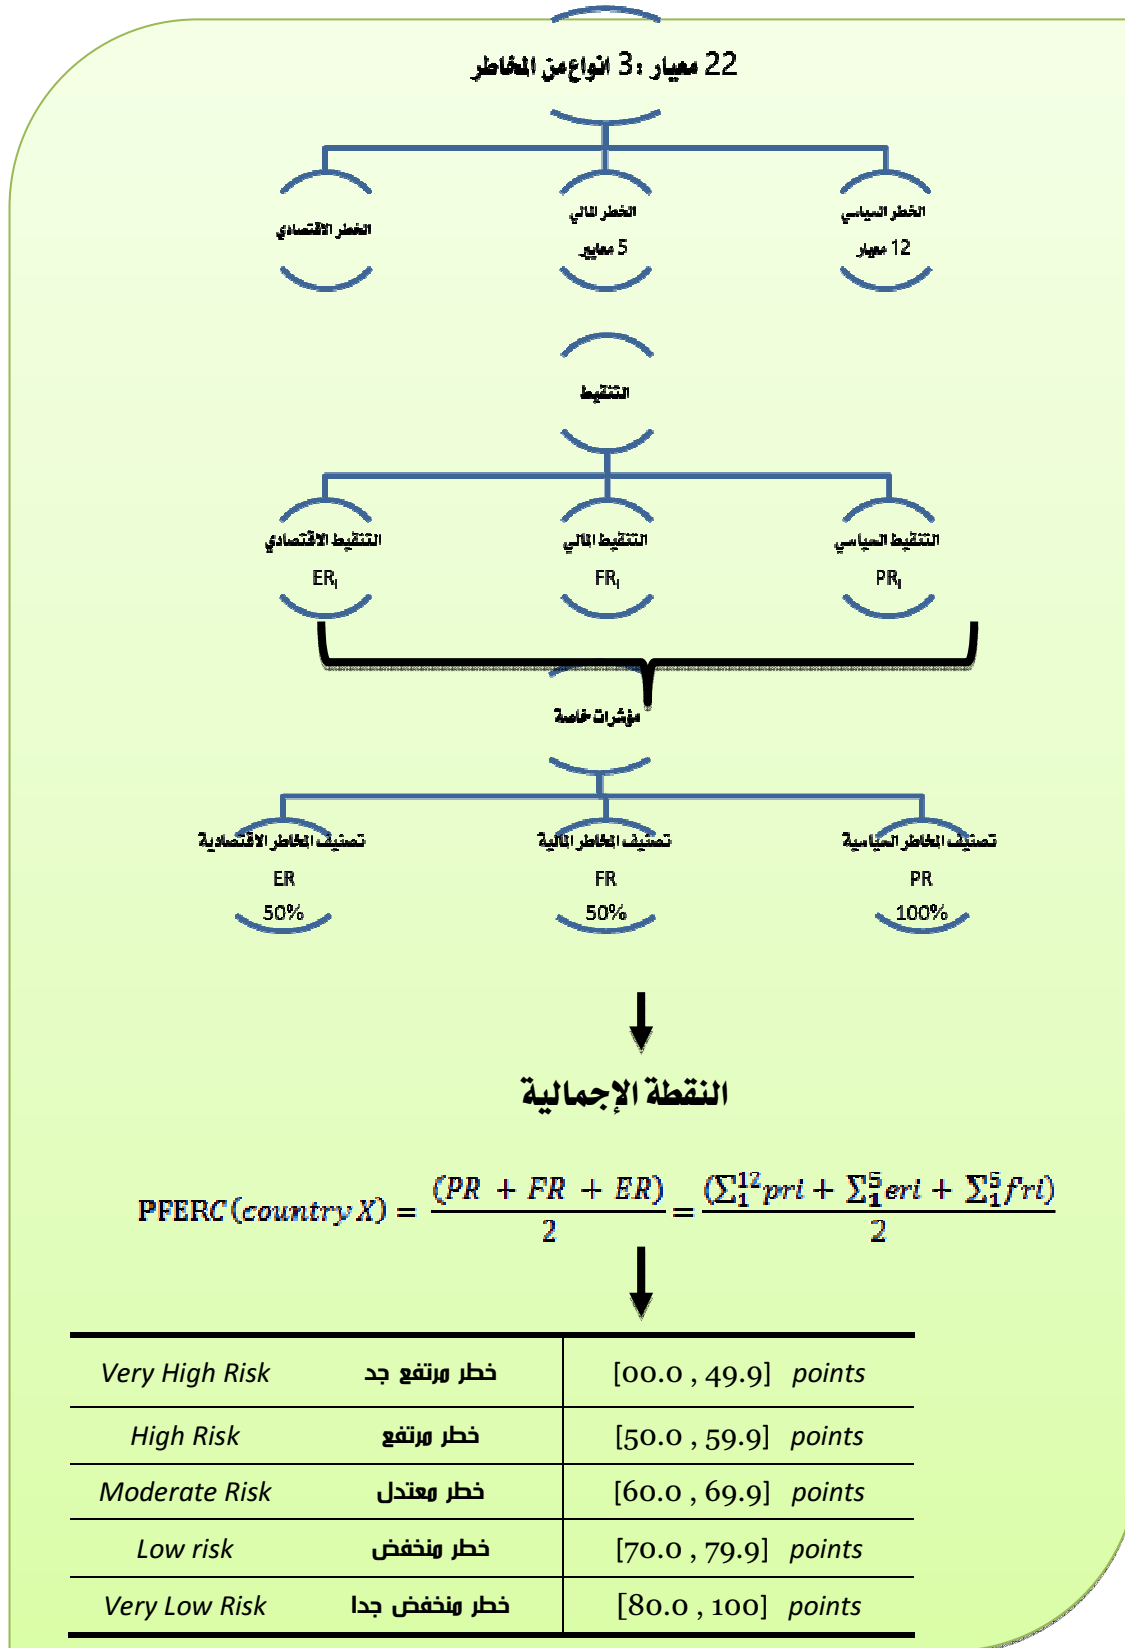 22 معيار :3 انواع من المخاطر
الخطر السياسي
12 معيار
الخطر المالي
5 معايير
الخطر الاقتصادي
التنقيط
التنقيط السياسي
PRI
التنقيط المالي
FRI
التنقيط الاقتصادي
ERI
مؤشرات خاصة
تصنيف المخاطر السياسية
PR
100%
تصنيف المخاطر المالية
FR
50%
تصنيف المخاطر الاقتصادية
ER
50%
النقطة الإجمالية
PFERC(country X) = (PR + FR + ER)/2 = (∑₁¹²pri + ∑₁⁵eri + ∑₁⁵fri)/2
Very High Risk خطر مرتفع جد [00.0 , 49.9] points
High Risk خطر مرتفع [50.0 , 59.9] points
Moderate Risk خطر معتدل [60.0 , 69.9] points
Low risk خطر منخفض [70.0 , 79.9] points
Very Low Risk خطر منخفض جدا [80.0 , 100] points